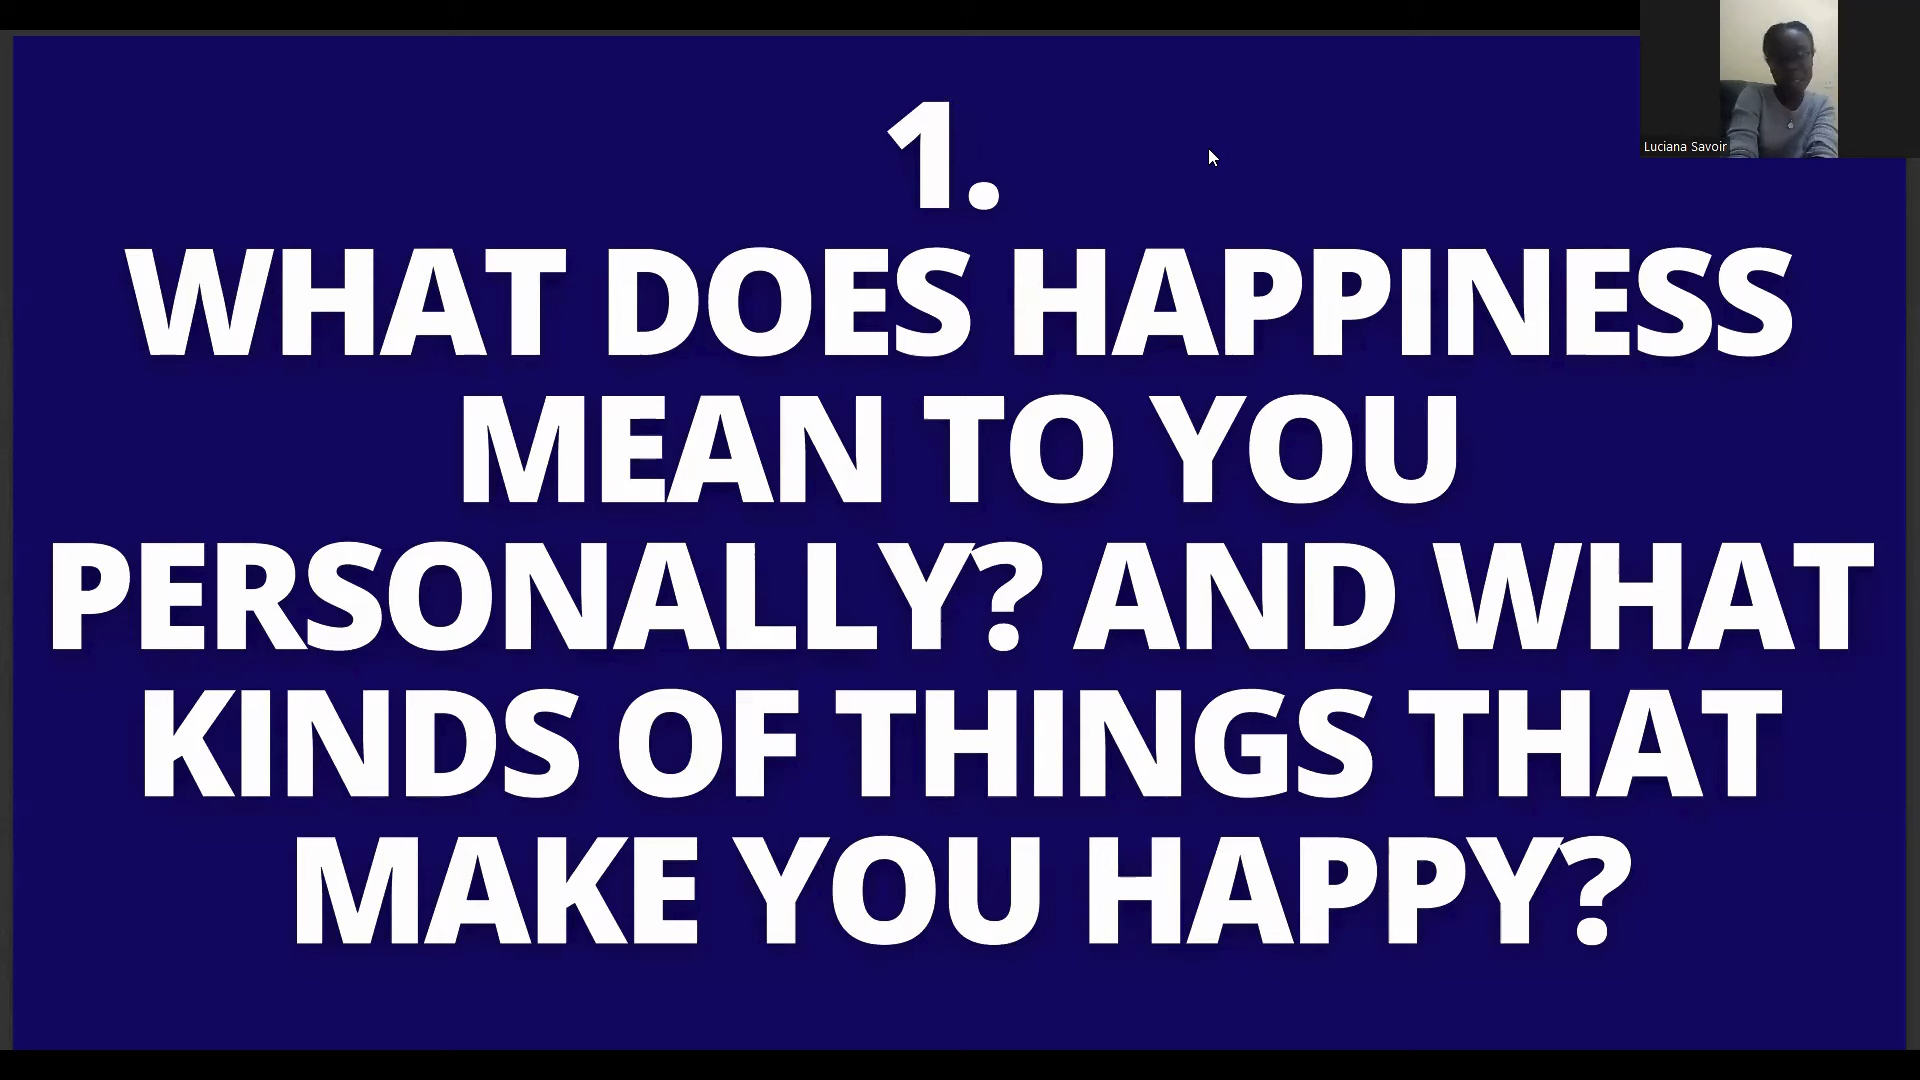 1.
WHAT DOES HAPPINESS
MEAN TO YOU
PERSONALLY? AND WHAT
KINDS OF THINGS THAT
MAKE YOU HAPPY?
Luciana Savoir